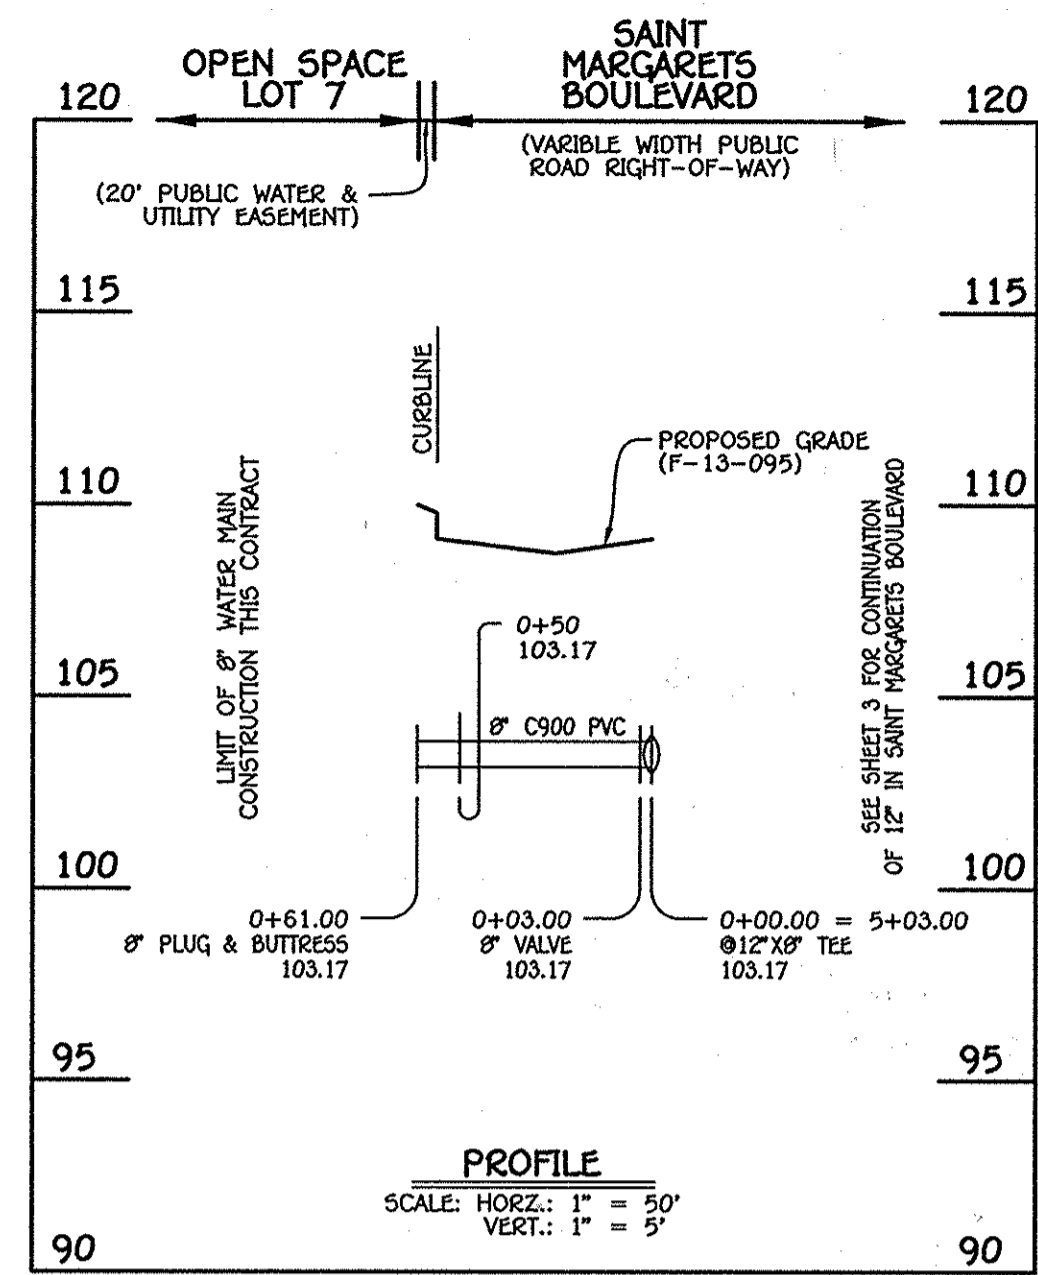 OPEN SPACE
LOT 7
SAINT
MARGARETS
BOULEVARD
120
120
(VARIBLE WIDTH PUBLIC
ROAD RIGHT-OF-WAY)
(20' PUBLIC WATER &
UTILITY EASEMENT)
115
115
CURBLINE
PROPOSED GRADE
(F-13-095)
110
110
LIMIT OF 8" WATER MAIN
CONSTRUCTION THIS CONTRACT
SEE SHEET 3 FOR CONTINUATION
OF 12" IN SAINT MARGARETS BOULEVARD
0+50
103.17
105
105
8" C900 PVC
100
100
0+61.00
8" PLUG & BUTTRESS
103.17
0+03.00
8" VALVE
103.17
0+00.00 = 5+03.00
@12"X8" TEE
103.17
95
95
PROFILE
SCALE: HORZ.: 1" = 50'
VERT.: 1" = 5'
90
90